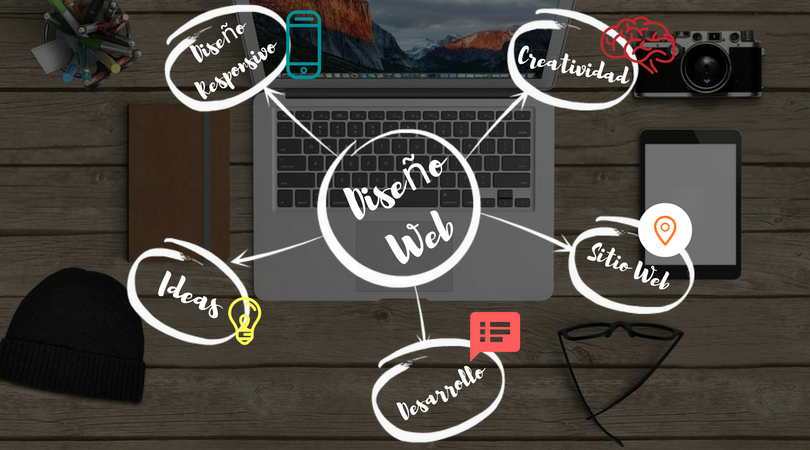 Diseño
Responsivo
Creatividad
Diseño
Web
Ideas
Sitio Web
Desarrollo